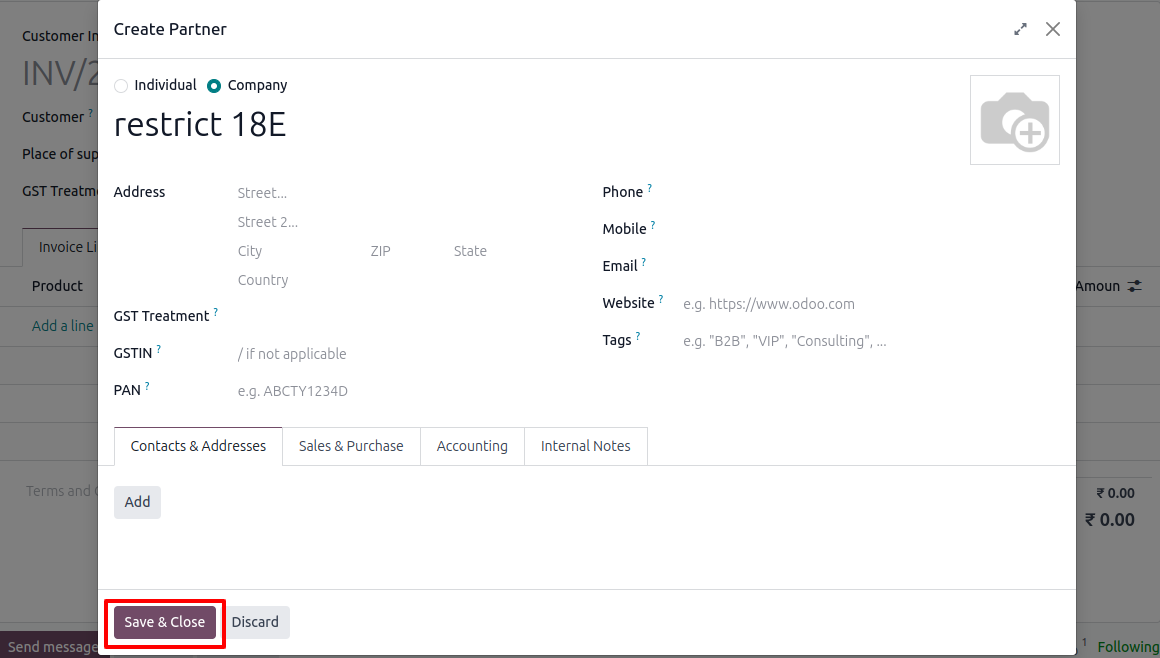 Create Partner
Customer In
INV/2
Customer ?
Place of sup
GST Treatm
Invoice Li
Product
Add a line
Terms and C
Send message
Individual Company
restrict 18E
Address Street...
Street 2...
City ZIP State
Country
GST Treatment ?
GSTIN ? / if not applicable
PAN ? e.g. ABCTY1234D
Phone ?
Mobile ?
Email ?
Website ? e.g. https://www.odoo.com
Tags ? e.g. "B2B", "VIP", "Consulting", ...
Contacts & Addresses Sales & Purchase Accounting Internal Notes
Add
Save & Close Discard
Amoun
₹ 0.00
₹ 0.00
1 Following